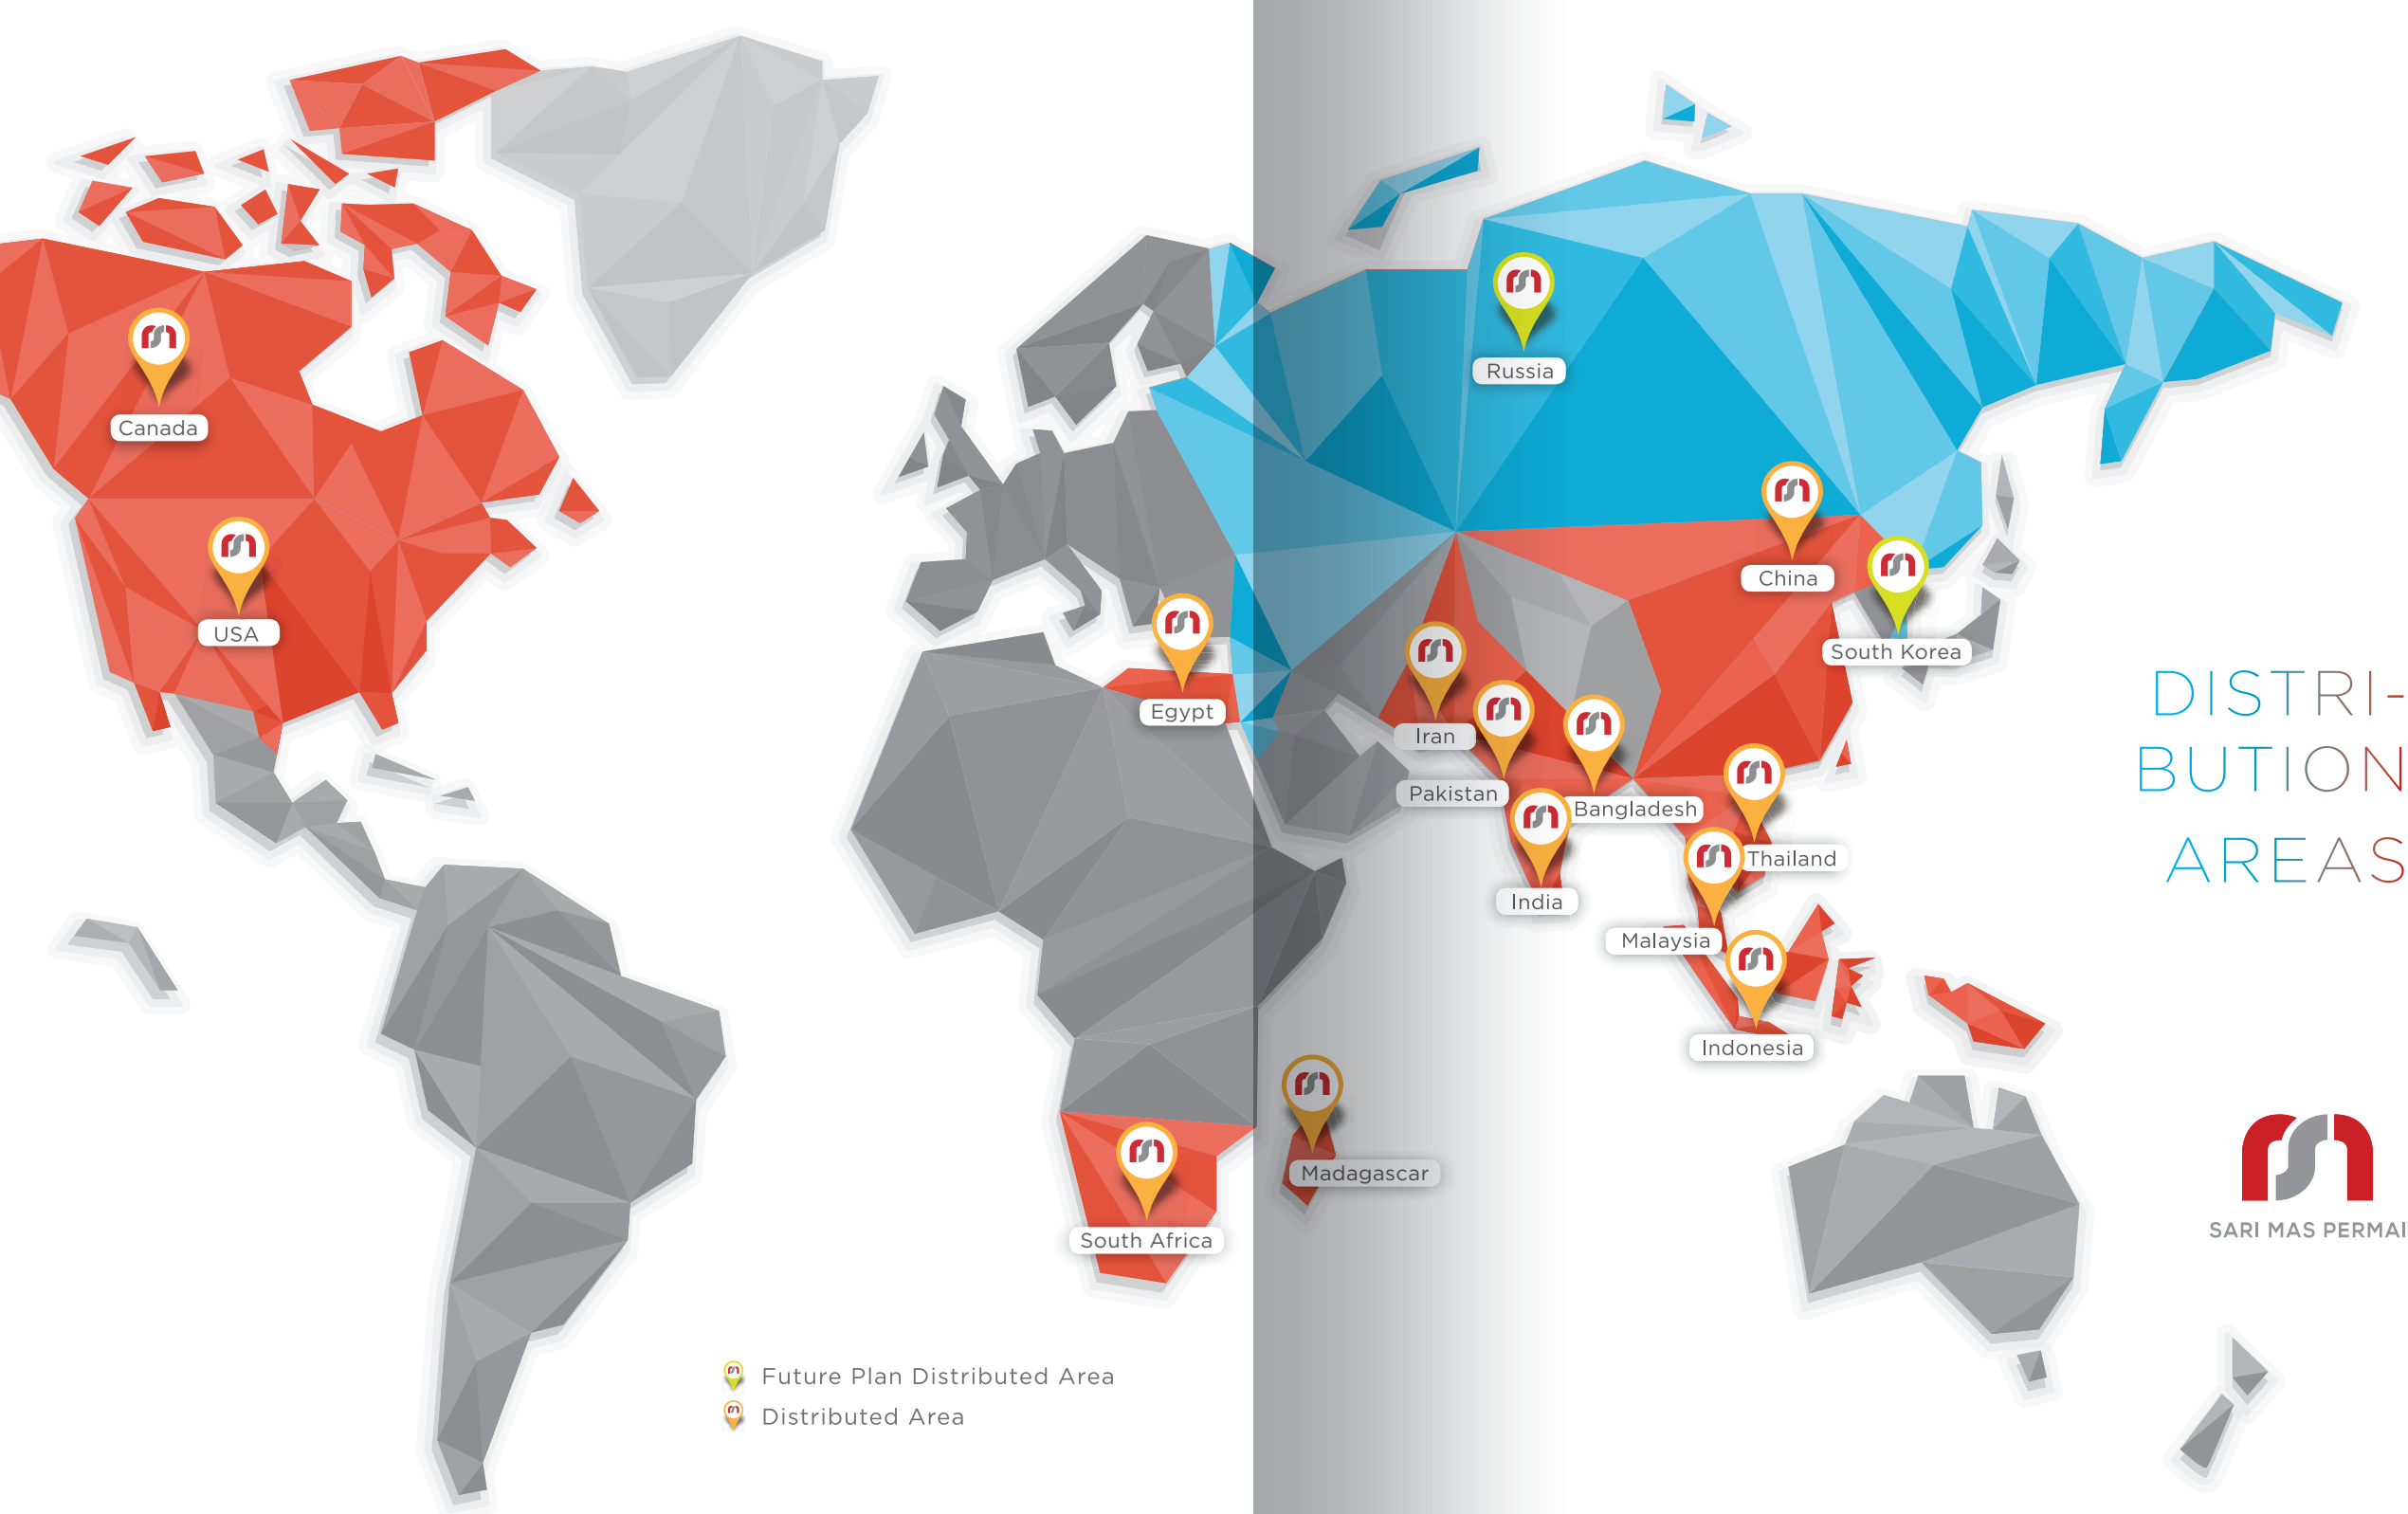 Canada
USA
Egypt
South Africa
Madagascar
Russia
China
South Korea
Iran
Pakistan
Bangladesh
India
Thailand
Malaysia
Indonesia
DISTRI-
BUTION
AREAS
SARI MAS PERMAI
Future Plan Distributed Area
Distributed Area